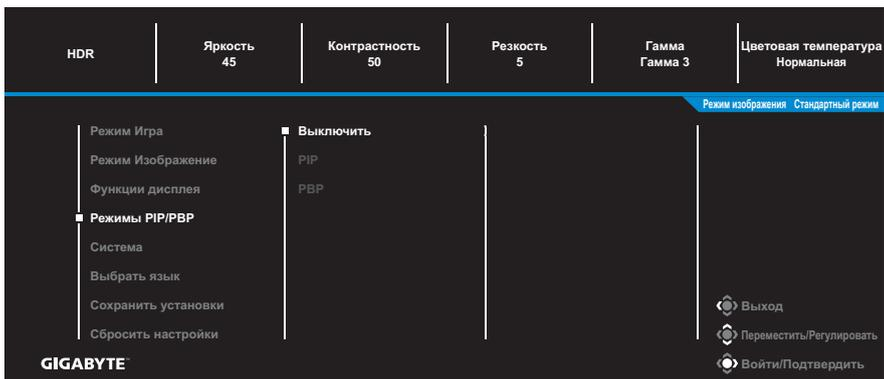 HDR
Яркость
45
Контрастность
50
Резкость
5
Гамма
Гамма 3
Цветовая температура
Нормальная
Режим изображения Стандартный режим
Режим Игра
Режим Изображение
Функции дисплея
Режимы PIP/PBP
Система
Выбрать язык
Сохранить установки
Сбросить настройки
Выключить
PIP
PBP
Выход
Переместить/Регулировать
Войти/Подтвердить
GIGABYTE™